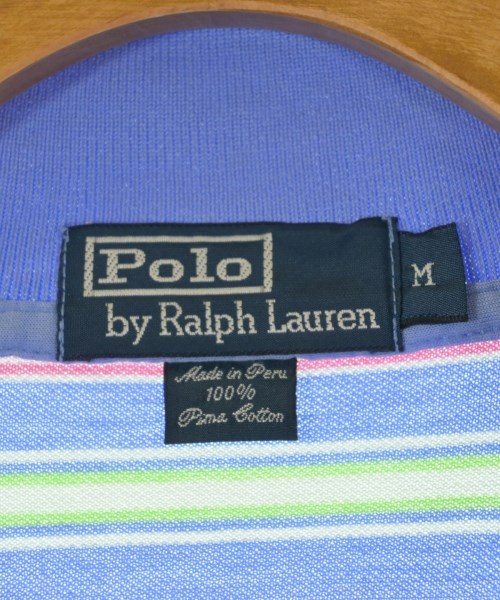 Polo
by Ralph Lauren
M
Made in Peru
100%
Pima Cotton